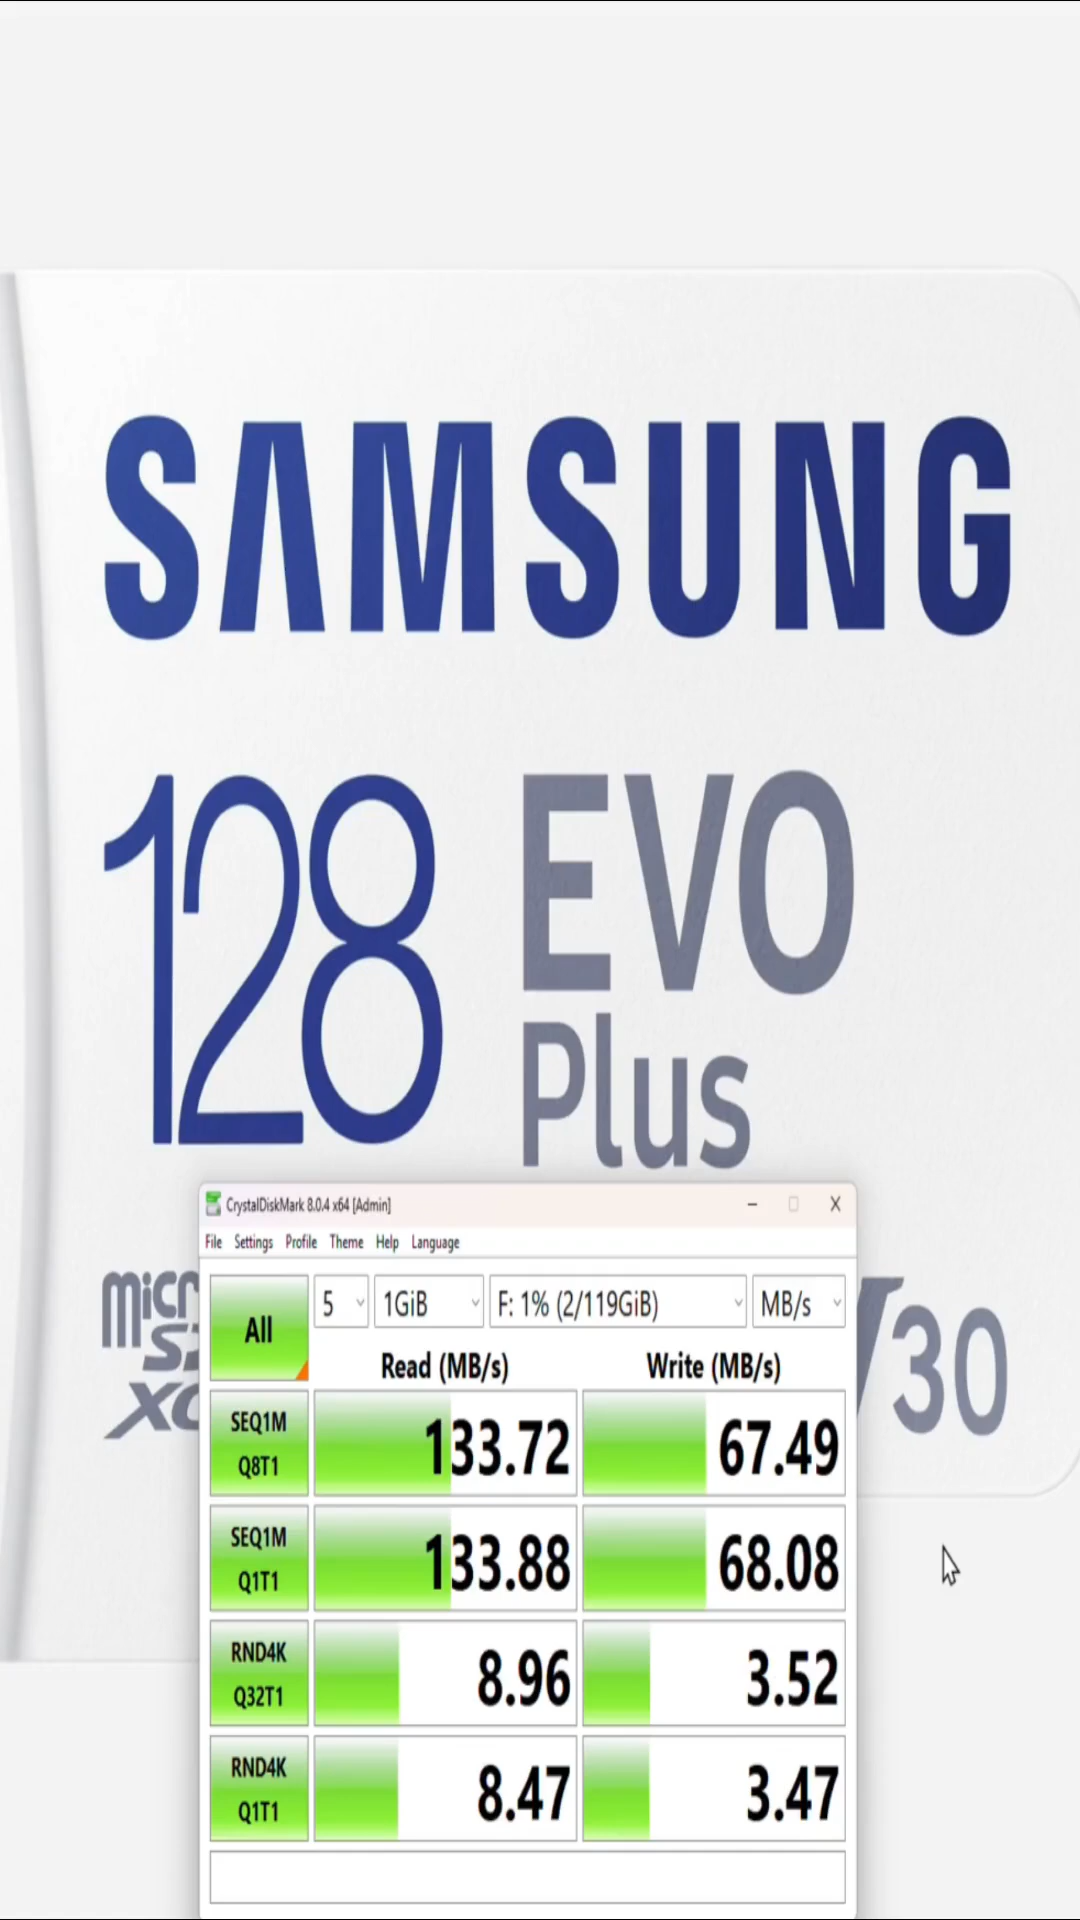 SAMSUNG
128 EVO
Plus
CrystalDiskMark 8.0.4 x64 [Admin]
File Settings Profile Theme Help Language
All 5 1GiB F: 1% (2/119GiB) MB/s
Read (MB/s) Write (MB/s)
SEQ1M
Q8T1
133.72 67.49
SEQ1M
Q1T1
133.88 68.08
RND4K
Q32T1
8.96 3.52
RND4K
Q1T1
8.47 3.47
V30